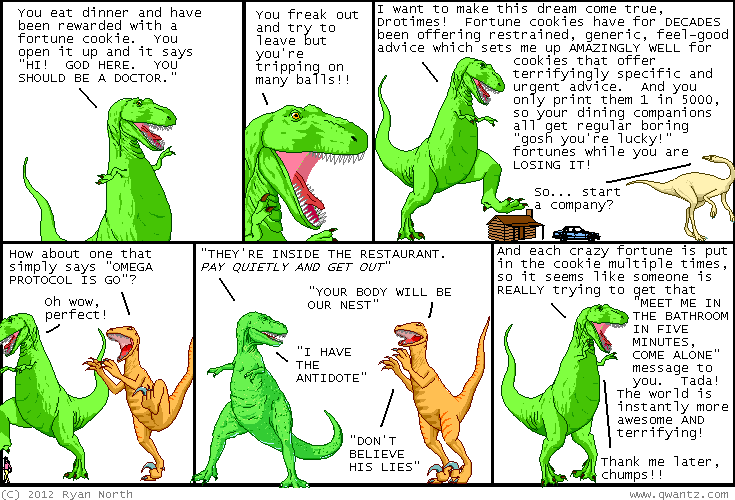 You eat dinner and have
been rewarded with a
fortune cookie.  You
open it up and it says
"HI!  GOD HERE.  YOU
SHOULD BE A DOCTOR."
You freak out
and try to
leave but
you're
tripping on
many balls!!
I want to make this dream come true,
Drotimes!  Fortune cookies have for DECADES
been offering restrained, generic, feel-good
advice which sets me up AMAZINGLY WELL for
cookies that offer
terrifyingly specific and
urgent advice.  And you
only print them 1 in 5000,
so your dining companions
all get regular boring
"gosh you're lucky!"
fortunes while you are
LOSING IT!
So... start
a company?
How about one that
simply says "OMEGA
PROTOCOL IS GO"?
Oh wow,
perfect!
"THEY'RE INSIDE THE RESTAURANT.
PAY QUIETLY AND GET OUT"
"YOUR BODY WILL BE
OUR NEST"
"I HAVE
THE
ANTIDOTE"
"DON'T
BELIEVE
HIS LIES"
And each crazy fortune is put
in the cookie multiple times,
so it seems like someone is
REALLY trying to get that
"MEET ME IN
THE BATHROOM
IN FIVE
MINUTES,
COME ALONE"
message to
you.  Tada!
The world is
instantly more
awesome AND
terrifying!
Thank me later,
chumps!!
(C) 2012 Ryan North
www.qwantz.com